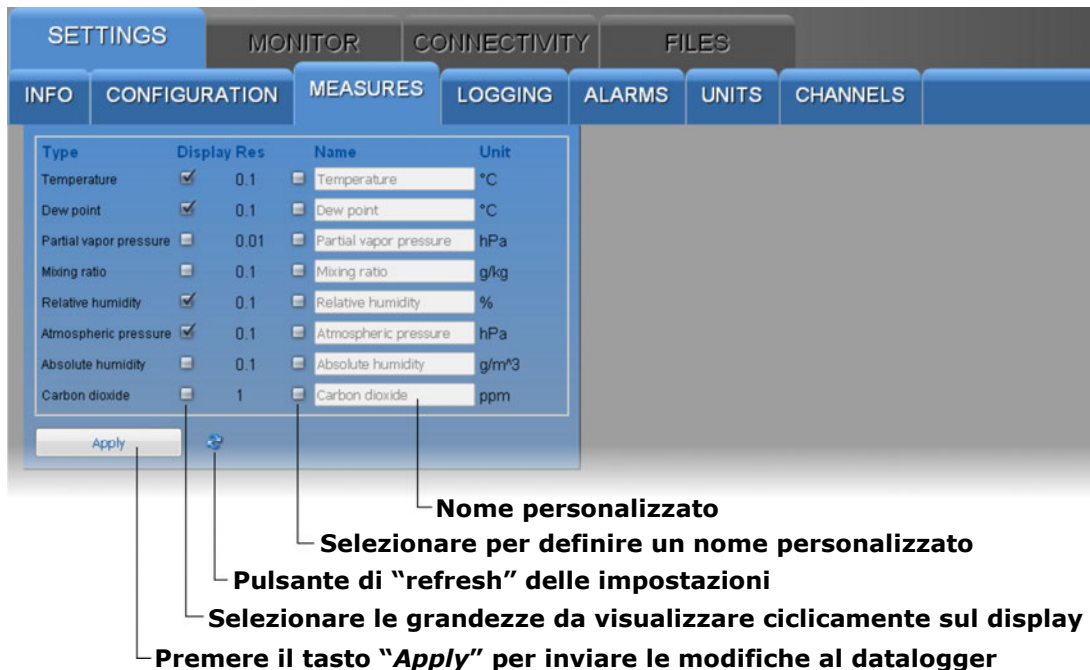 SETTINGS MONITOR CONNECTIVITY FILES
INFO CONFIGURATION MEASURES LOGGING ALARMS UNITS CHANNELS
Type Display Res Name Unit
Temperature 0.1 Temperature °C
Dew point 0.1 Dew point °C
Partial vapor pressure 0.01 Partial vapor pressure hPa
Mixing ratio 0.1 Mixing ratio g/kg
Relative humidity 0.1 Relative humidity %
Atmospheric pressure 0.1 Atmospheric pressure hPa
Absolute humidity 0.1 Absolute humidity g/m^3
Carbon dioxide 1 Carbon dioxide ppm
Apply
Nome personalizzato
Selezionare per definire un nome personalizzato
Pulsante di “refresh” delle impostazioni
Selezionare le grandezze da visualizzare ciclicamente sul display
Premere il tasto “Apply” per inviare le modifiche al datalogger